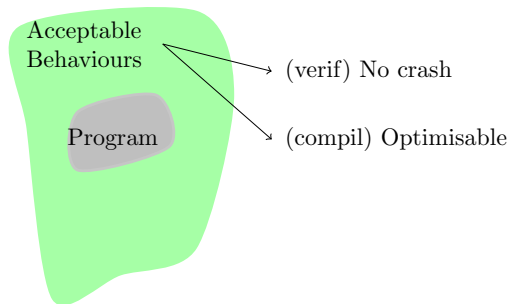 Acceptable
Behaviours
(verif) No crash
Program
(compil) Optimisable